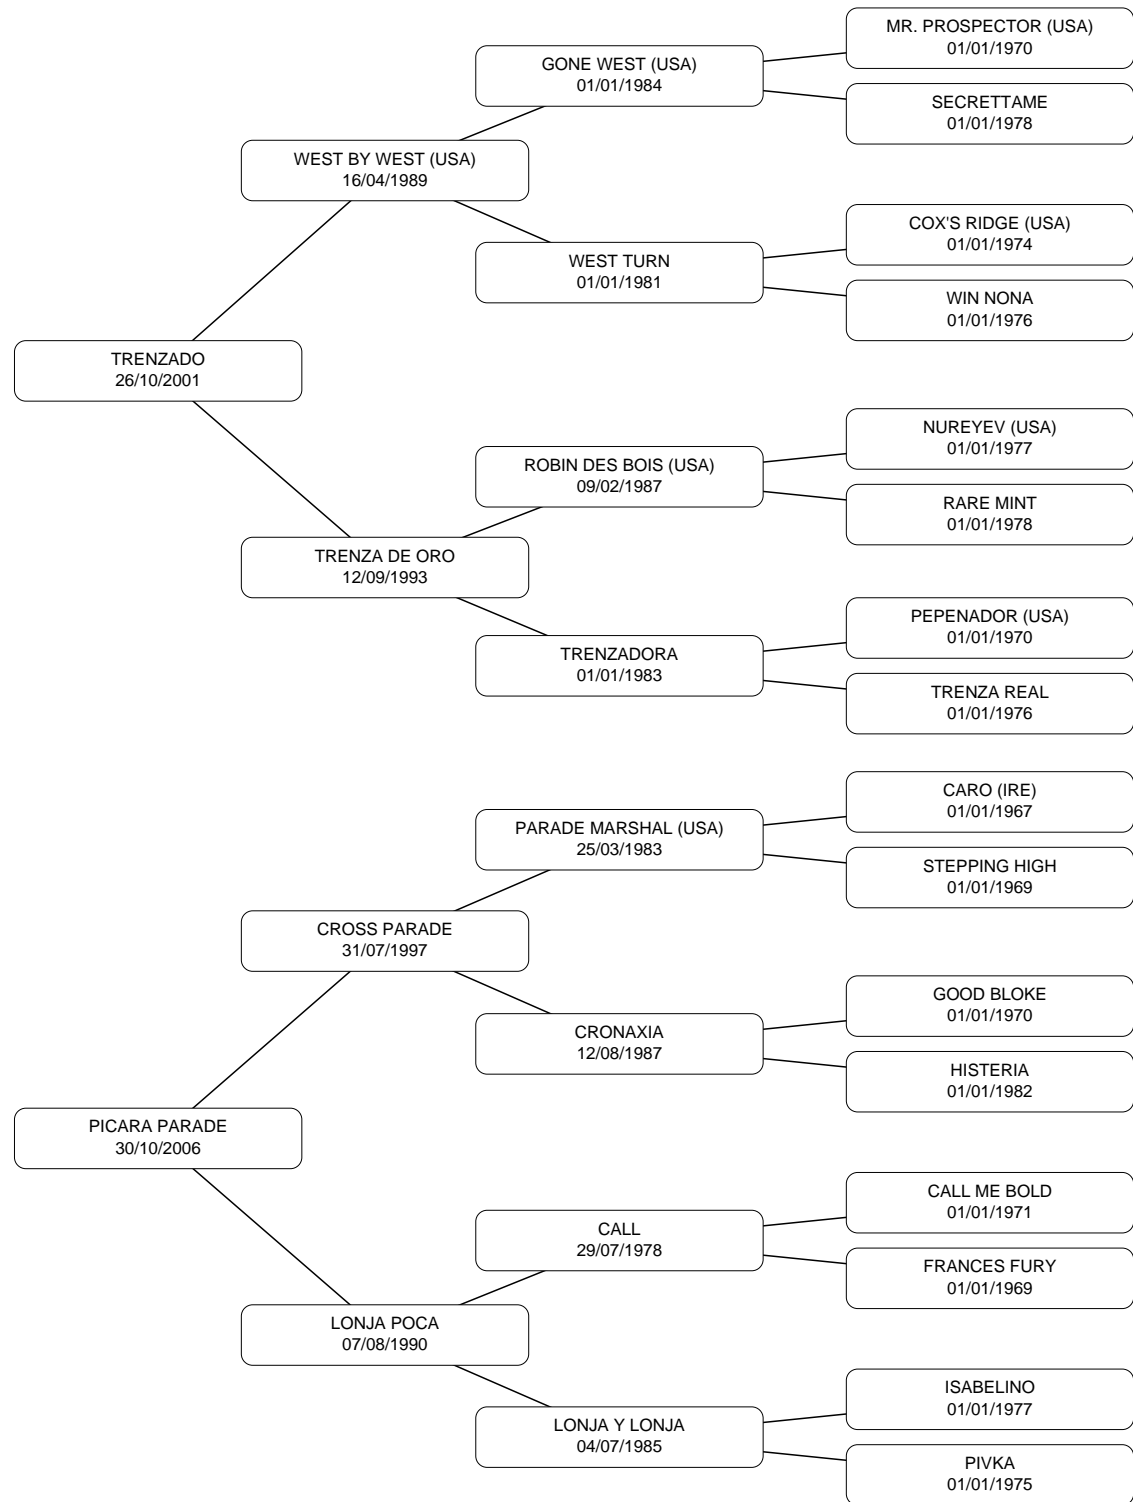 MR. PROSPECTOR (USA)
01/01/1970
GONE WEST (USA)
01/01/1984
SECRETTAME
01/01/1978
WEST BY WEST (USA)
16/04/1989
COX'S RIDGE (USA)
01/01/1974
WEST TURN
01/01/1981
WIN NONA
01/01/1976
TRENZADO
26/10/2001
NUREYEV (USA)
01/01/1977
ROBIN DES BOIS (USA)
09/02/1987
RARE MINT
01/01/1978
TRENZA DE ORO
12/09/1993
PEPENADOR (USA)
01/01/1970
TRENZADORA
01/01/1983
TRENZA REAL
01/01/1976
CARO (IRE)
01/01/1967
PARADE MARSHAL (USA)
25/03/1983
STEPPING HIGH
01/01/1969
CROSS PARADE
31/07/1997
GOOD BLOKE
01/01/1970
CRONAXIA
12/08/1987
HISTERIA
01/01/1982
PICARA PARADE
30/10/2006
CALL ME BOLD
01/01/1971
CALL
29/07/1978
FRANCES FURY
01/01/1969
LONJA POCA
07/08/1990
ISABELINO
01/01/1977
LONJA Y LONJA
04/07/1985
PIVKA
01/01/1975